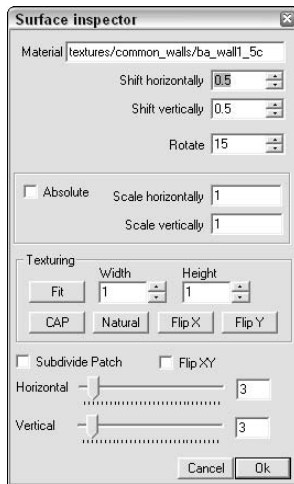 Surface inspector
Material textures/common_walls/ba_wall1_5c
Shift horizontally 0.5
Shift vertically 0.5
Rotate 15
Absolute Scale horizontally 1
Scale vertically 1
Texturing
Width Height
Fit 1 1
CAP Natural Flip X Flip Y
Subdivide Patch Flip XY
Horizontal 3
Vertical 3
Cancel Ok